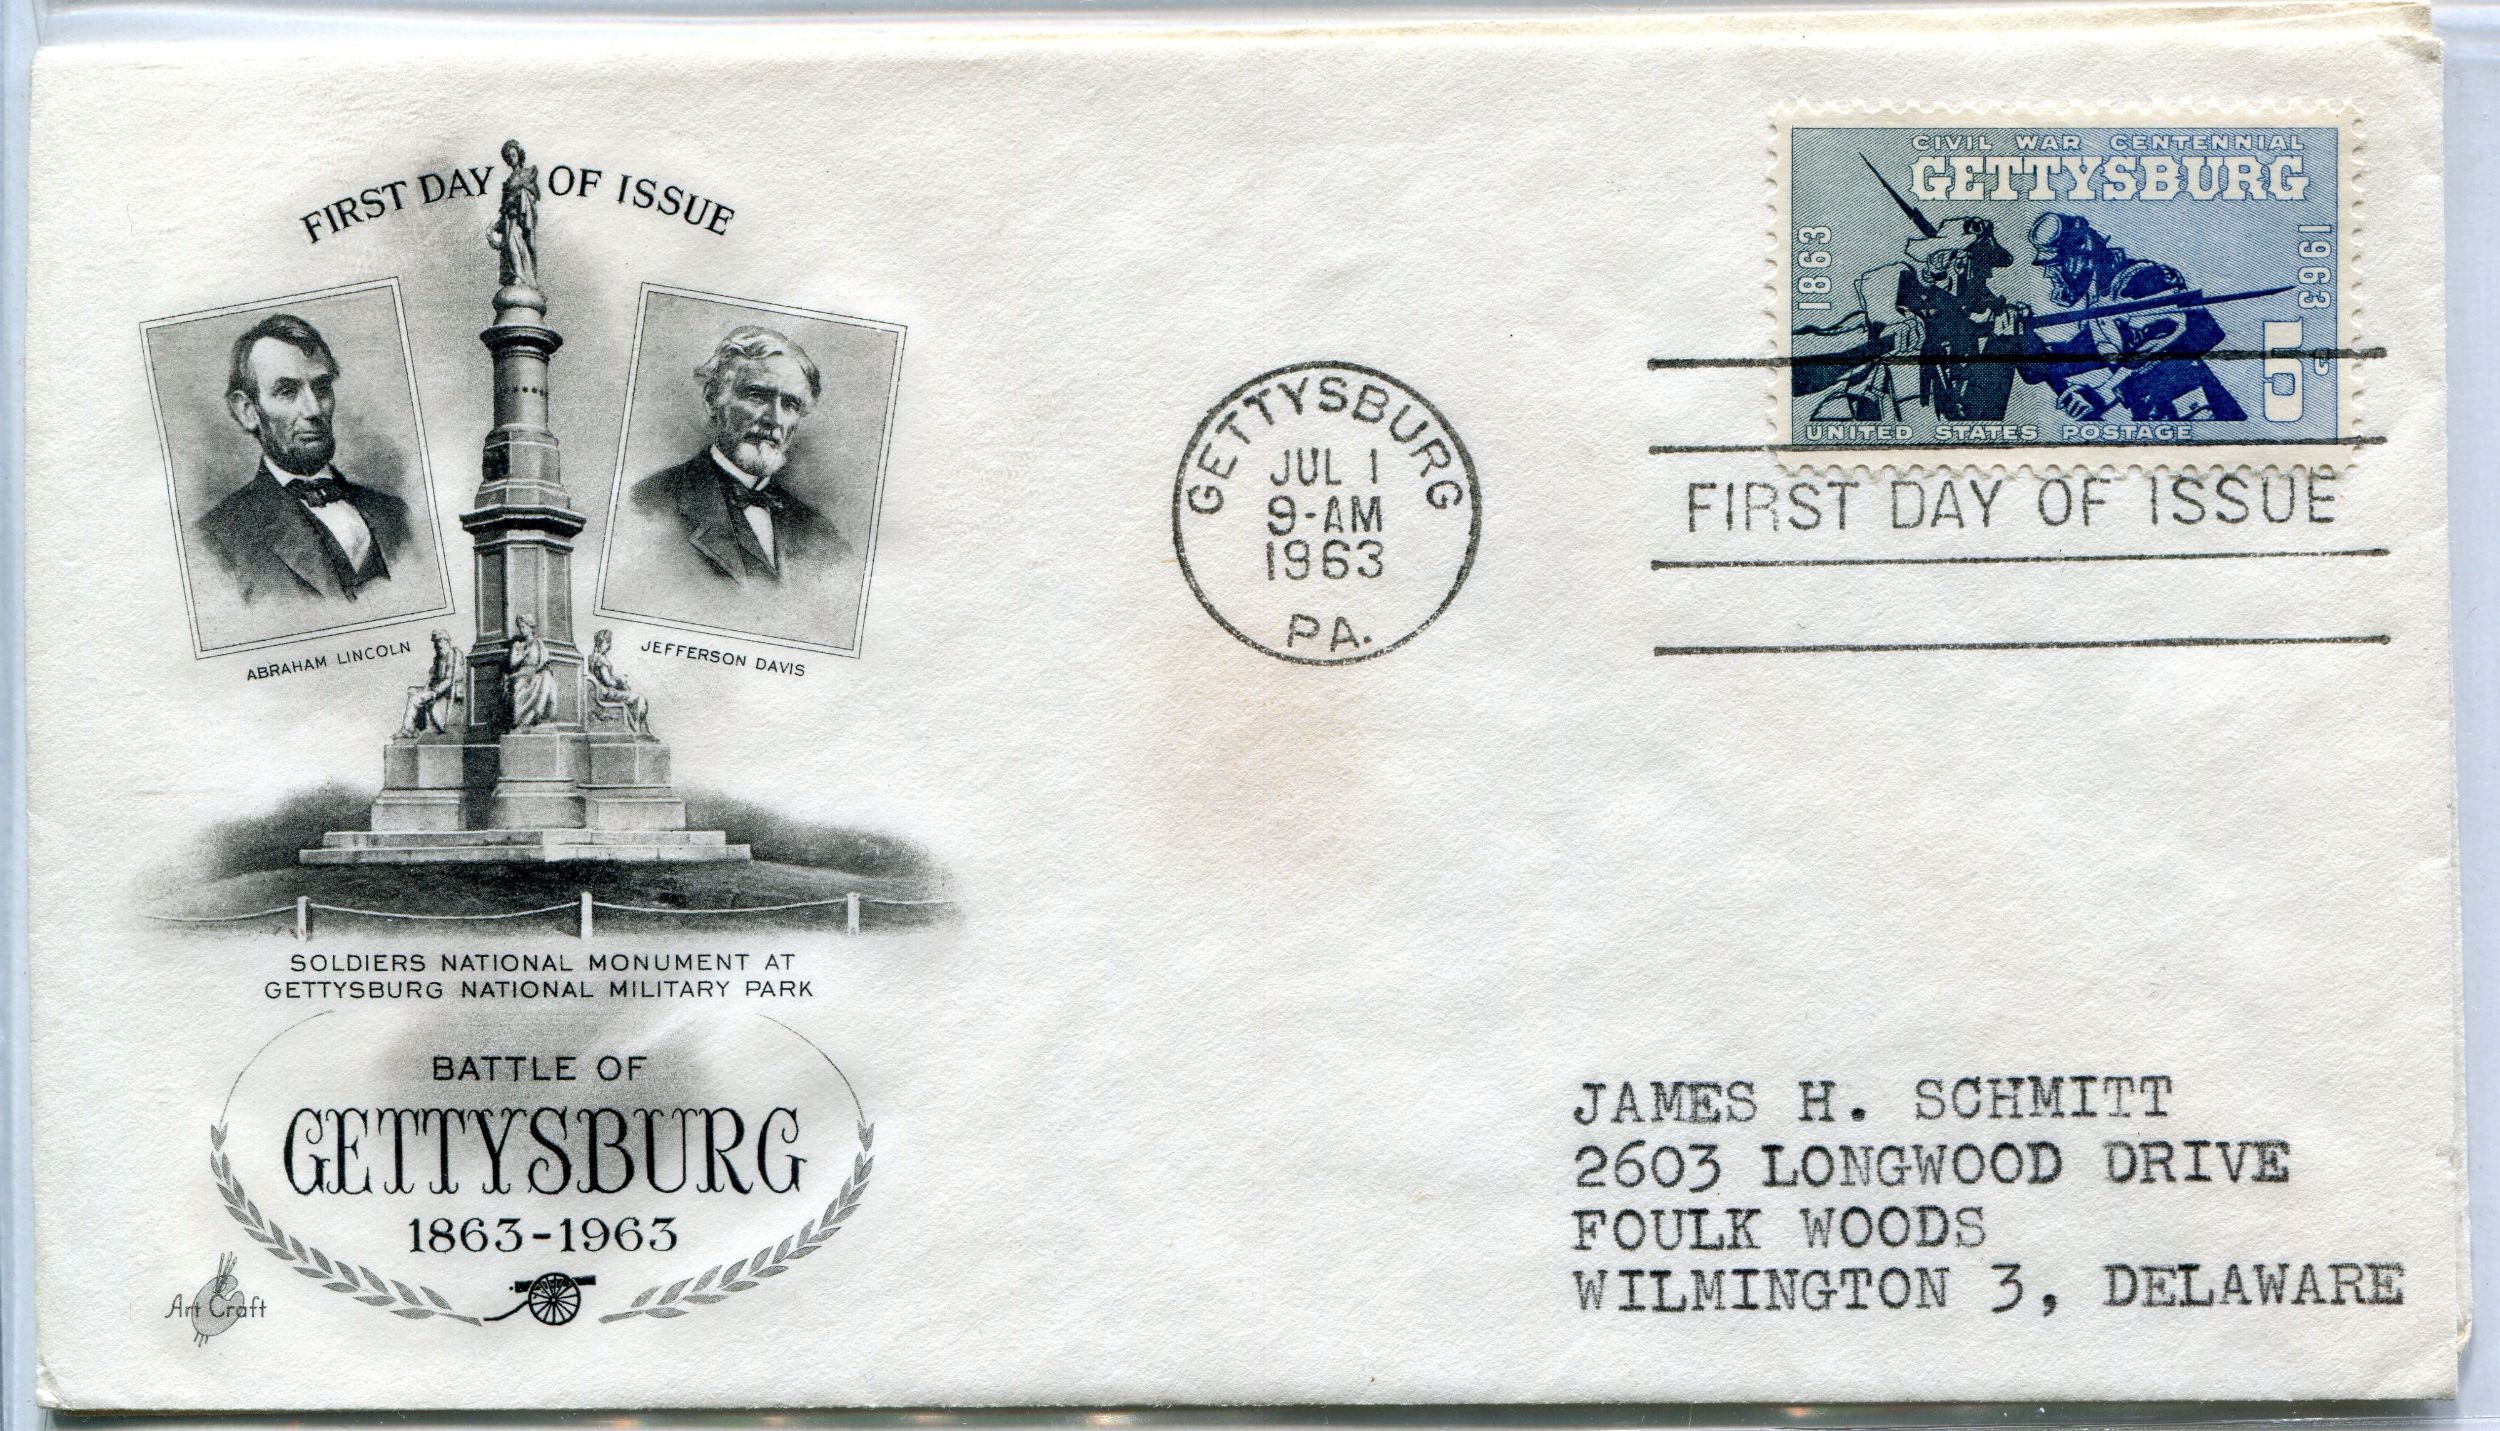 FIRST DAY OF ISSUE
ABRAHAM LINCOLN
JEFFERSON DAVIS
SOLDIERS NATIONAL MONUMENT AT
GETTYSBURG NATIONAL MILITARY PARK
BATTLE OF
GETTYSBURG
1863-1963
Art Craft
GETTYSBURG
JUL 1
9-AM
1963
PA.
CIVIL WAR CENTENNIAL
GETTYSBURG
1863
1963
5c
UNITED STATES POSTAGE
FIRST DAY OF ISSUE
JAMES H. SCHMITT
2603 LONGWOOD DRIVE
FOULK WOODS
WILMINGTON 3, DELAWARE